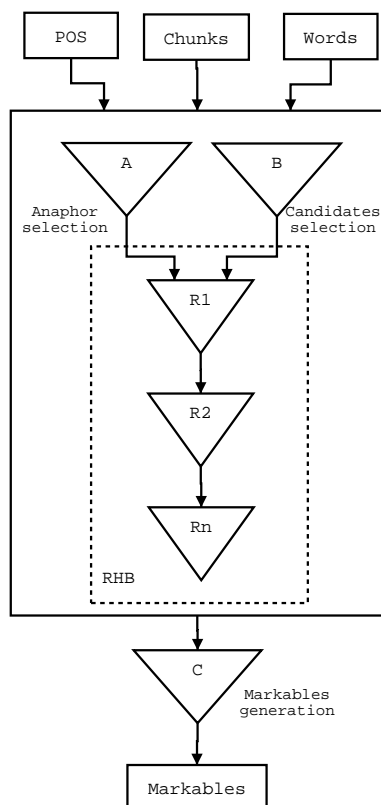 POS
Chunks
Words
A
B
Anaphor
selection
Candidates
selection
R1
R2
Rn
RHB
C
Markables
generation
Markables